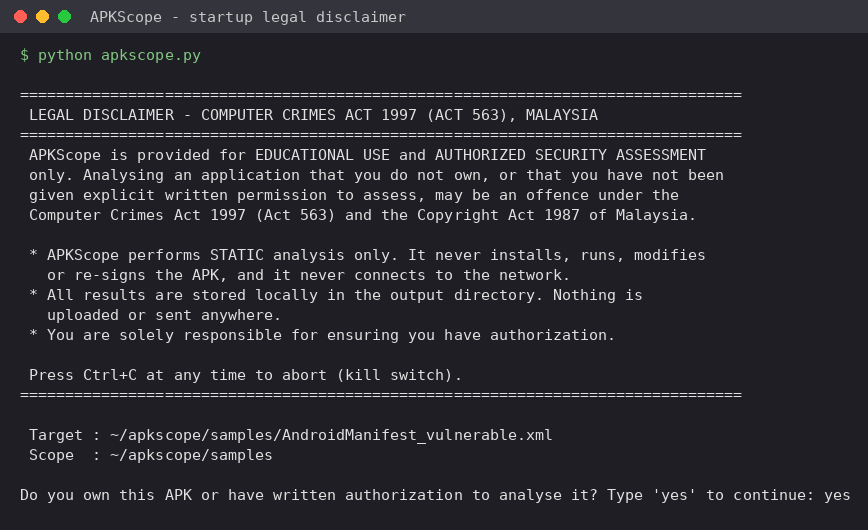 APKScope - startup legal disclaimer
$ python apkscope.py
================================================================================
LEGAL DISCLAIMER - COMPUTER CRIMES ACT 1997 (ACT 563), MALAYSIA
================================================================================
APKScope is provided for EDUCATIONAL USE and AUTHORIZED SECURITY ASSESSMENT
only. Analysing an application that you do not own, or that you have not been
given explicit written permission to assess, may be an offence under the
Computer Crimes Act 1997 (Act 563) and the Copyright Act 1987 of Malaysia.
* APKScope performs STATIC analysis only. It never installs, runs, modifies
or re-signs the APK, and it never connects to the network.
* All results are stored locally in the output directory. Nothing is
uploaded or sent anywhere.
* You are solely responsible for ensuring you have authorization.
Press Ctrl+C at any time to abort (kill switch).
================================================================================
Target : ~/apkscope/samples/AndroidManifest_vulnerable.xml
Scope  : ~/apkscope/samples
Do you own this APK or have written authorization to analyse it? Type 'yes' to continue: yes